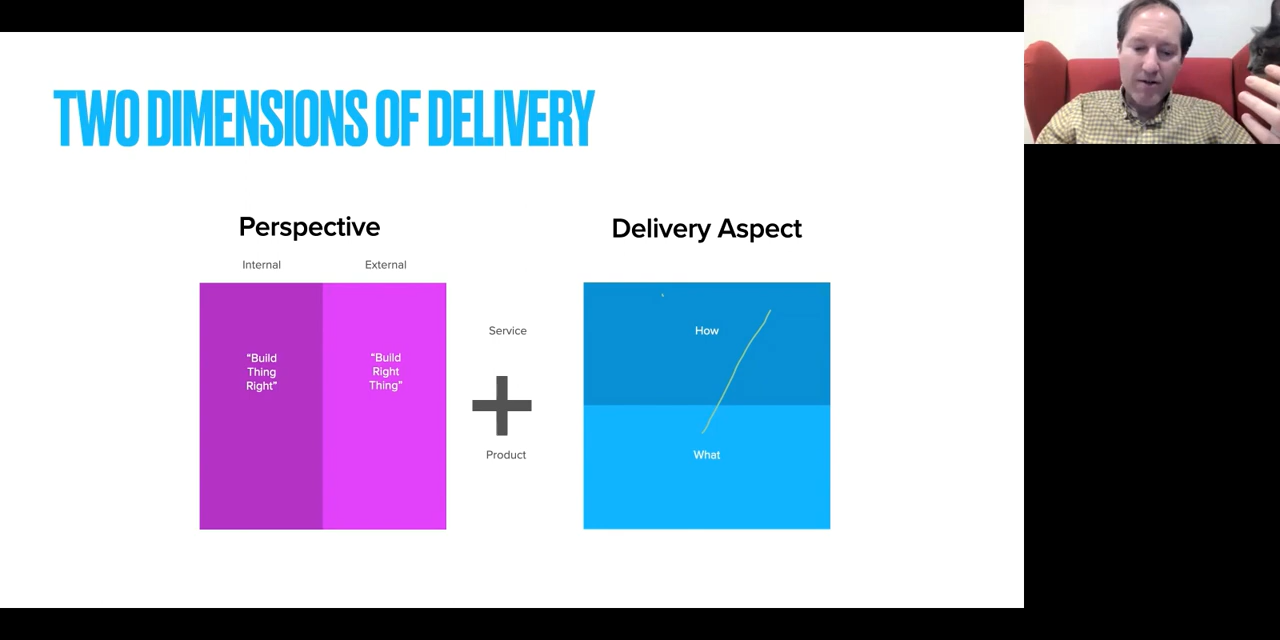 TWO DIMENSIONS OF DELIVERY
Perspective
Internal
External
“Build
Thing
Right”
“Build
Right
Thing”
Service
Product
Delivery Aspect
How
What